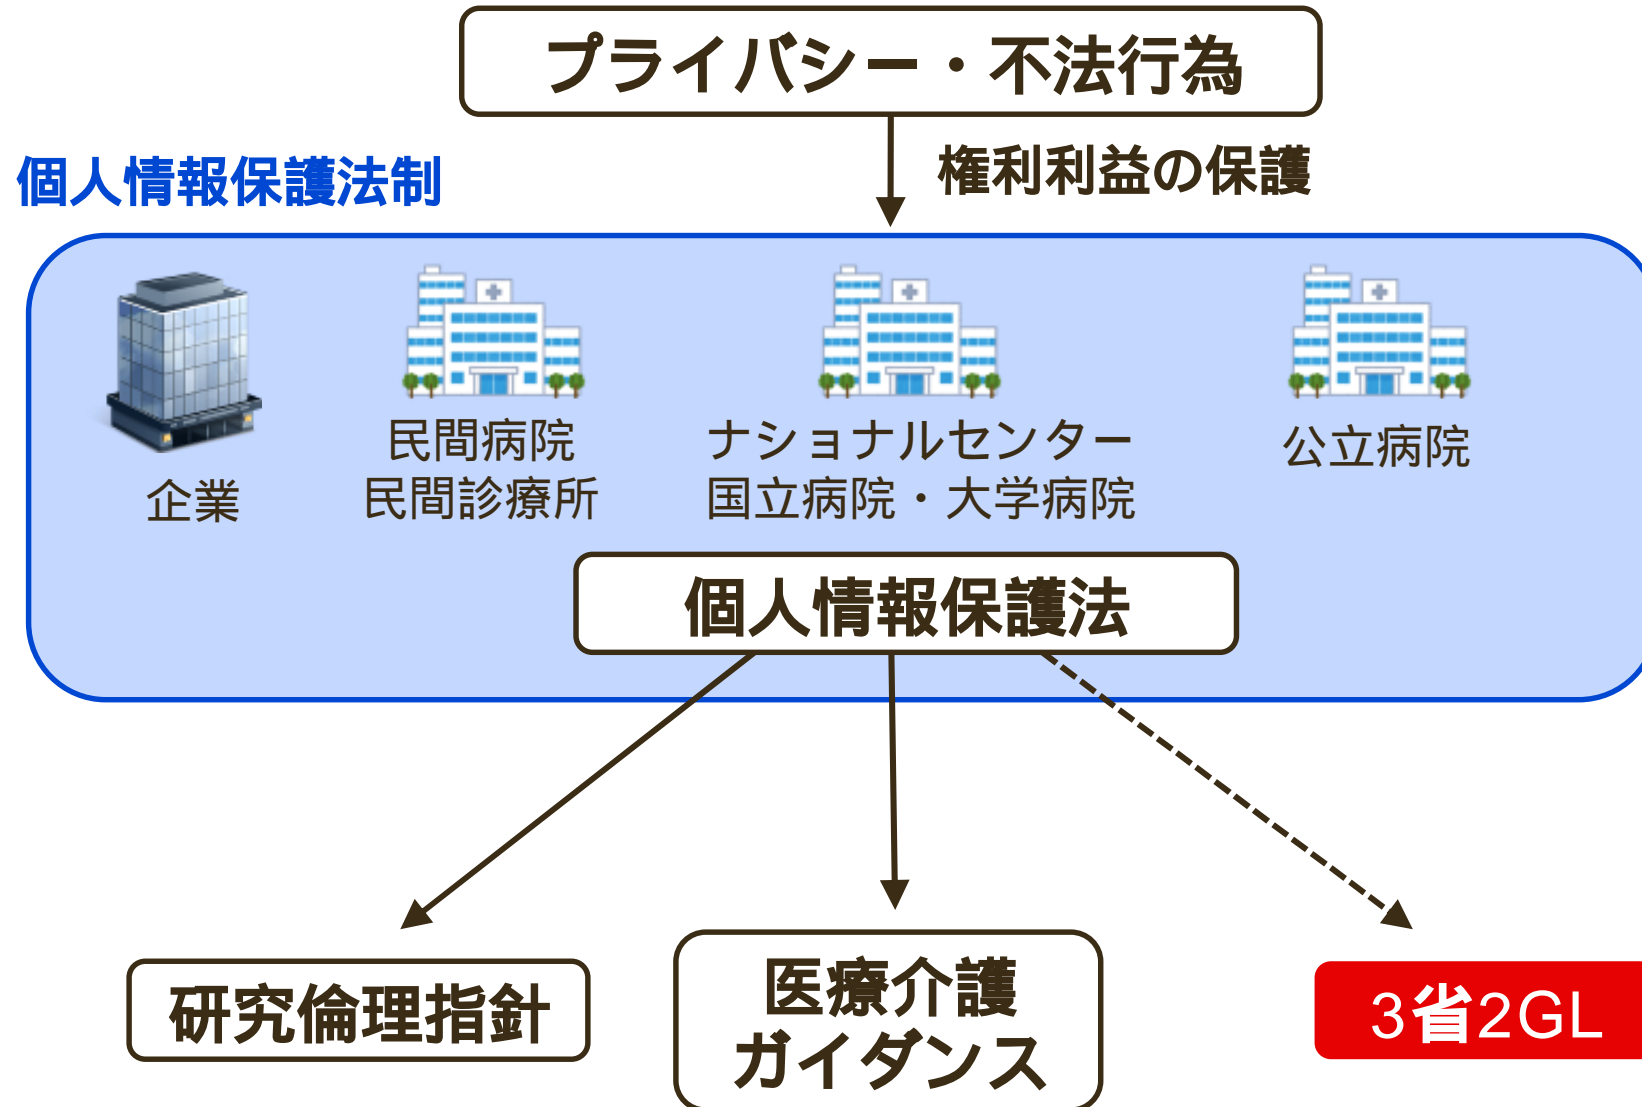 プライバシー・不法行為
権利利益の保護
個人情報保護法制
企業
民間病院
民間診療所
ナショナルセンター
国立病院・大学病院
公立病院
個人情報保護法
研究倫理指針
医療介護
ガイダンス
3省2GL